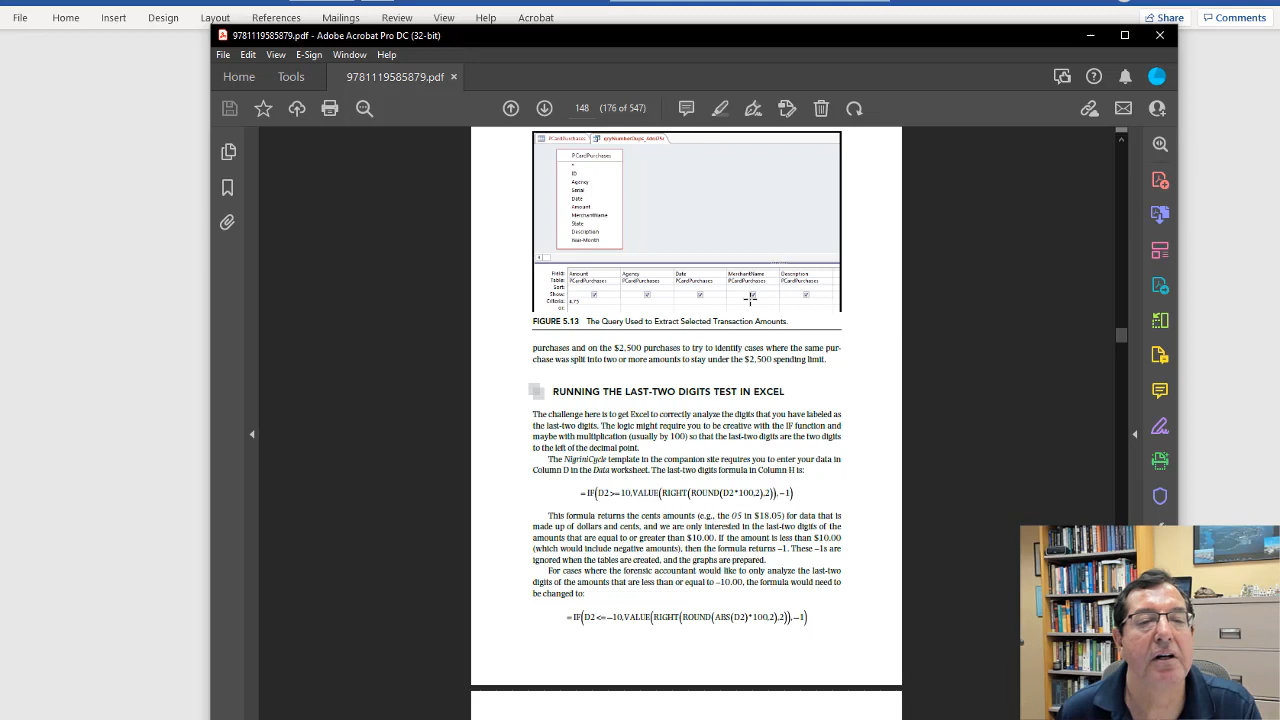 File Home Insert Design Layout References Mailings Review View Help Acrobat Share Comments
9781119585879.pdf - Adobe Acrobat Pro DC (32-bit)
File Edit View E-Sign Window Help
Home Tools 9781119585879.pdf ×
148 (176 of 547)
PCardPurchases
PCardPurchases
*
ID
Agency
Serial
Date
Amount
MerchantName
State
Description
Year-Month
Field: Amount Agency Date MerchantName Description
Table: PCardPurchases PCardPurchases PCardPurchases PCardPurchases PCardPurchases
Sort:
Show:
Criteria: 4.75
Or:
FIGURE 5.13 The Query Used to Extract Selected Transaction Amounts.
purchases and on the $2,500 purchases to try to identify cases where the same pur-
chase was split into two or more amounts to stay under the $2,500 spending limit.
RUNNING THE LAST-TWO DIGITS TEST IN EXCEL
The challenge here is to get Excel to correctly analyze the digits that you have labeled as
the last-two digits. The logic might require you to be creative with the IF function and
maybe with multiplication (usually by 100) so that the last-two digits are the two digits
to the left of the decimal point.
The NigriniCycle template in the companion site requires you to enter your data in
Column D in the Data worksheet. The last-two digits formula in Column H is:
=IF(D2>=10,VALUE(RIGHT(ROUND(D2*100,2),2)),−1)
This formula returns the cents amounts (e.g., the 05 in $18.05) for data that is
made up of dollars and cents, and we are only interested in the last-two digits of the
amounts that are equal to or greater than $10.00. If the amount is less than $10.00
(which would include negative amounts), then the formula returns −1. These −1s are
ignored when the tables are created, and the graphs are prepared.
For cases where the forensic accountant would like to only analyze the last-two
digits of the amounts that are less than or equal to −10.00, the formula would need to
be changed to:
=IF(D2<=−10,VALUE(RIGHT(ROUND(ABS(D2)*100,2),2)),−1)